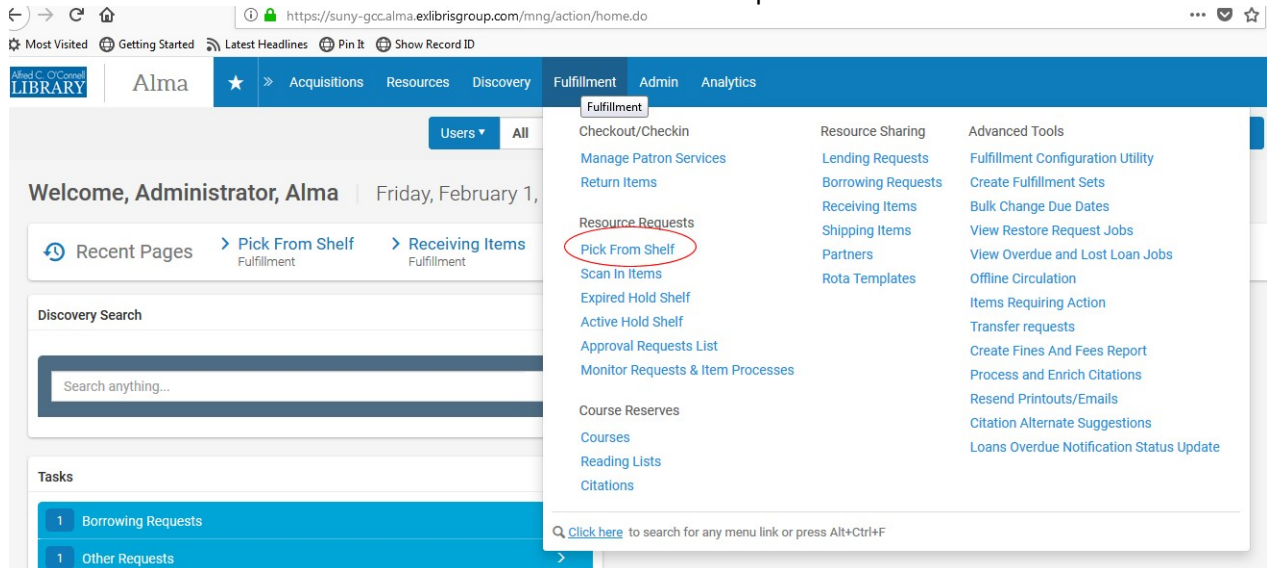 https://suny-gcc.alma.exlibrisgroup.com/mng/action/home.do
Most Visited Getting Started Latest Headlines Pin It Show Record ID
Alfred C. O'Connell
LIBRARY
Alma Acquisitions Resources Discovery Fulfillment Admin Analytics
Fulfillment
Users All
Welcome, Administrator, Alma Friday, February 1,
Recent Pages
Pick From Shelf
Fulfillment
Receiving Items
Fulfillment
Discovery Search
Search anything...
Tasks
1 Borrowing Requests
1 Other Requests
Checkout/Checkin
Manage Patron Services
Return Items
Resource Requests
Pick From Shelf
Scan In Items
Expired Hold Shelf
Active Hold Shelf
Approval Requests List
Monitor Requests & Item Processes
Course Reserves
Courses
Reading Lists
Citations
Resource Sharing
Lending Requests
Borrowing Requests
Receiving Items
Shipping Items
Partners
Rota Templates
Advanced Tools
Fulfillment Configuration Utility
Create Fulfillment Sets
Bulk Change Due Dates
View Restore Request Jobs
View Overdue and Lost Loan Jobs
Offline Circulation
Items Requiring Action
Transfer requests
Create Fines And Fees Report
Process and Enrich Citations
Resend Printouts/Emails
Citation Alternate Suggestions
Loans Overdue Notification Status Update
Click here to search for any menu link or press Alt+Ctrl+F